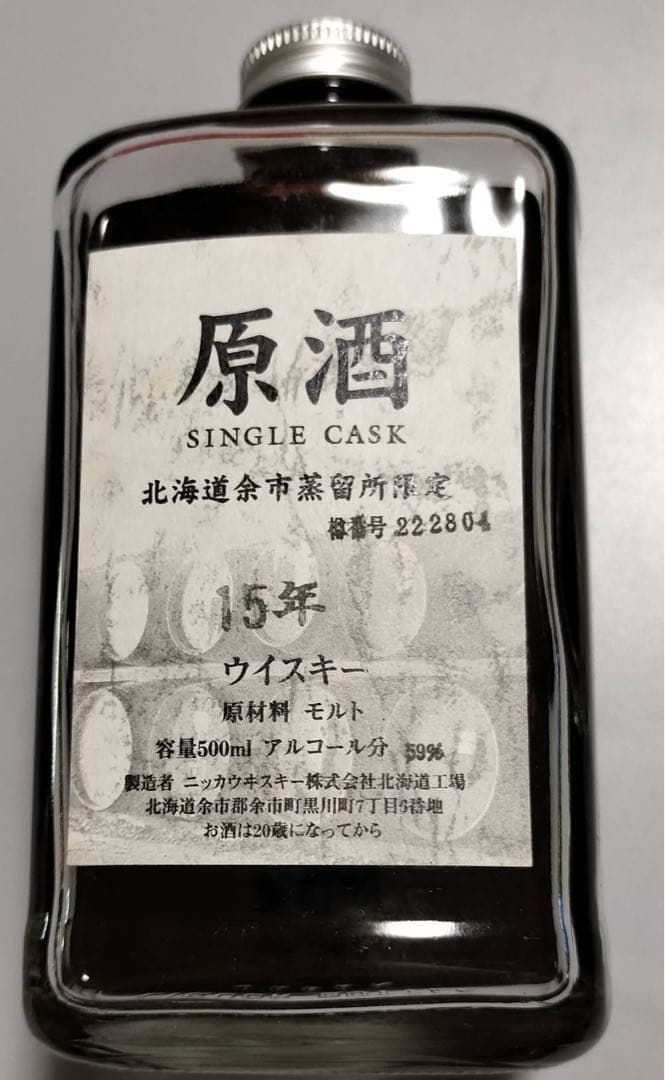 原酒
SINGLE CASK
北海道余市蒸留所限定
樽番号 222804
15年
ウイスキー
原材料 モルト
容量500ml アルコール分 59%
製造者 ニッカウヰスキー株式会社北海道工場
北海道余市郡余市町黒川町7丁目6番地
お酒は20歳になってから